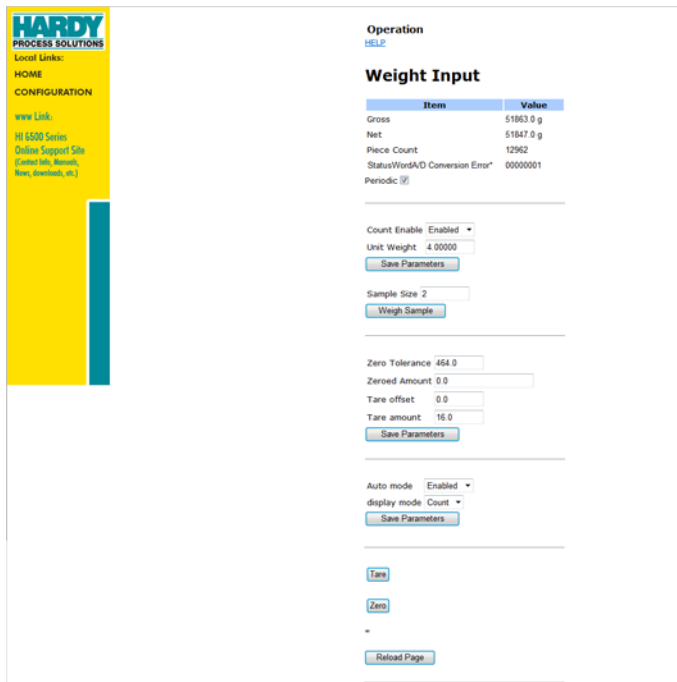 HARDY
PROCESS SOLUTIONS
Local Links:
HOME
CONFIGURATION
www Link:
HI 6500 Series
Online Support Site
(Contact Info, Manuals,
News, downloads, etc.)
Operation
HELP
Weight Input
Item Value
Gross 51863.0 g
Net 51847.0 g
Piece Count 12962
StatusWordA/D Conversion Error* 00000001
Periodic
Count Enable Enabled
Unit Weight 4.00000
Save Parameters
Sample Size 2
Weigh Sample
Zero Tolerance 464.0
Zeroed Amount 0.0
Tare offset 0.0
Tare amount 16.0
Save Parameters
Auto mode Enabled
display mode Count
Save Parameters
Tare
Zero
Reload Page